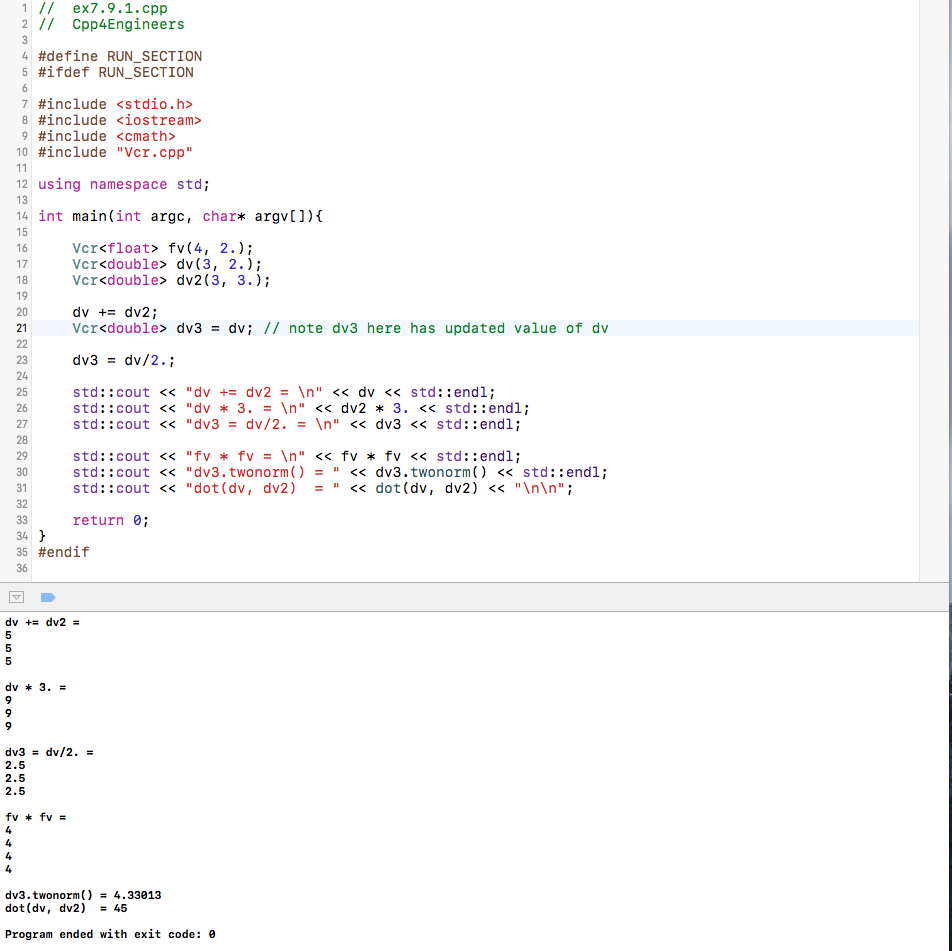 1 //  ex7.9.1.cpp
2 //  Cpp4Engineers
3
4 #define RUN_SECTION
5 #ifdef RUN_SECTION
6
7 #include <stdio.h>
8 #include <iostream>
9 #include <cmath>
10 #include "Vcr.cpp"
11
12 using namespace std;
13
14 int main(int argc, char* argv[]){
15
16     Vcr<float> fv(4, 2.);
17     Vcr<double> dv(3, 2.);
18     Vcr<double> dv2(3, 3.);
19
20     dv += dv2;
21     Vcr<double> dv3 = dv; // note dv3 here has updated value of dv
22
23     dv3 = dv/2.;
24
25     std::cout << "dv += dv2 = \n" << dv << std::endl;
26     std::cout << "dv * 3. = \n" << dv2 * 3. << std::endl;
27     std::cout << "dv3 = dv/2. = \n" << dv3 << std::endl;
28
29     std::cout << "fv * fv = \n" << fv * fv << std::endl;
30     std::cout << "dv3.twonorm() = " << dv3.twonorm() << std::endl;
31     std::cout << "dot(dv, dv2)  = " << dot(dv, dv2) << "\n\n";
32
33     return 0;
34 }
35 #endif
36
dv += dv2 =
5
5
5
dv * 3. =
9
9
9
dv3 = dv/2. =
2.5
2.5
2.5
fv * fv =
4
4
4
4
dv3.twonorm() = 4.33013
dot(dv, dv2)  = 45
Program ended with exit code: 0